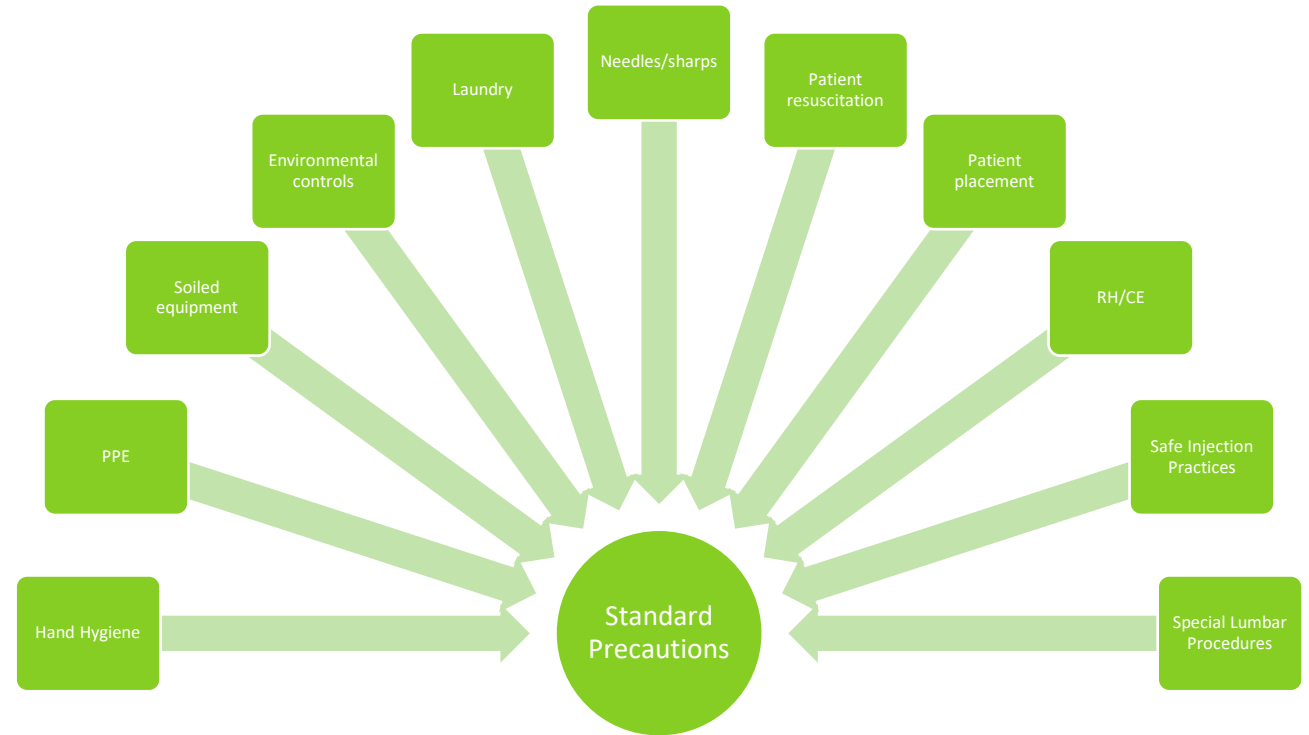 Needles/sharps
Laundry
Patient
resuscitation
Environmental
controls
Patient
placement
Soiled
equipment
RH/CE
PPE
Safe Injection
Practices
Hand Hygiene
Standard
Precautions
Special Lumbar
Procedures